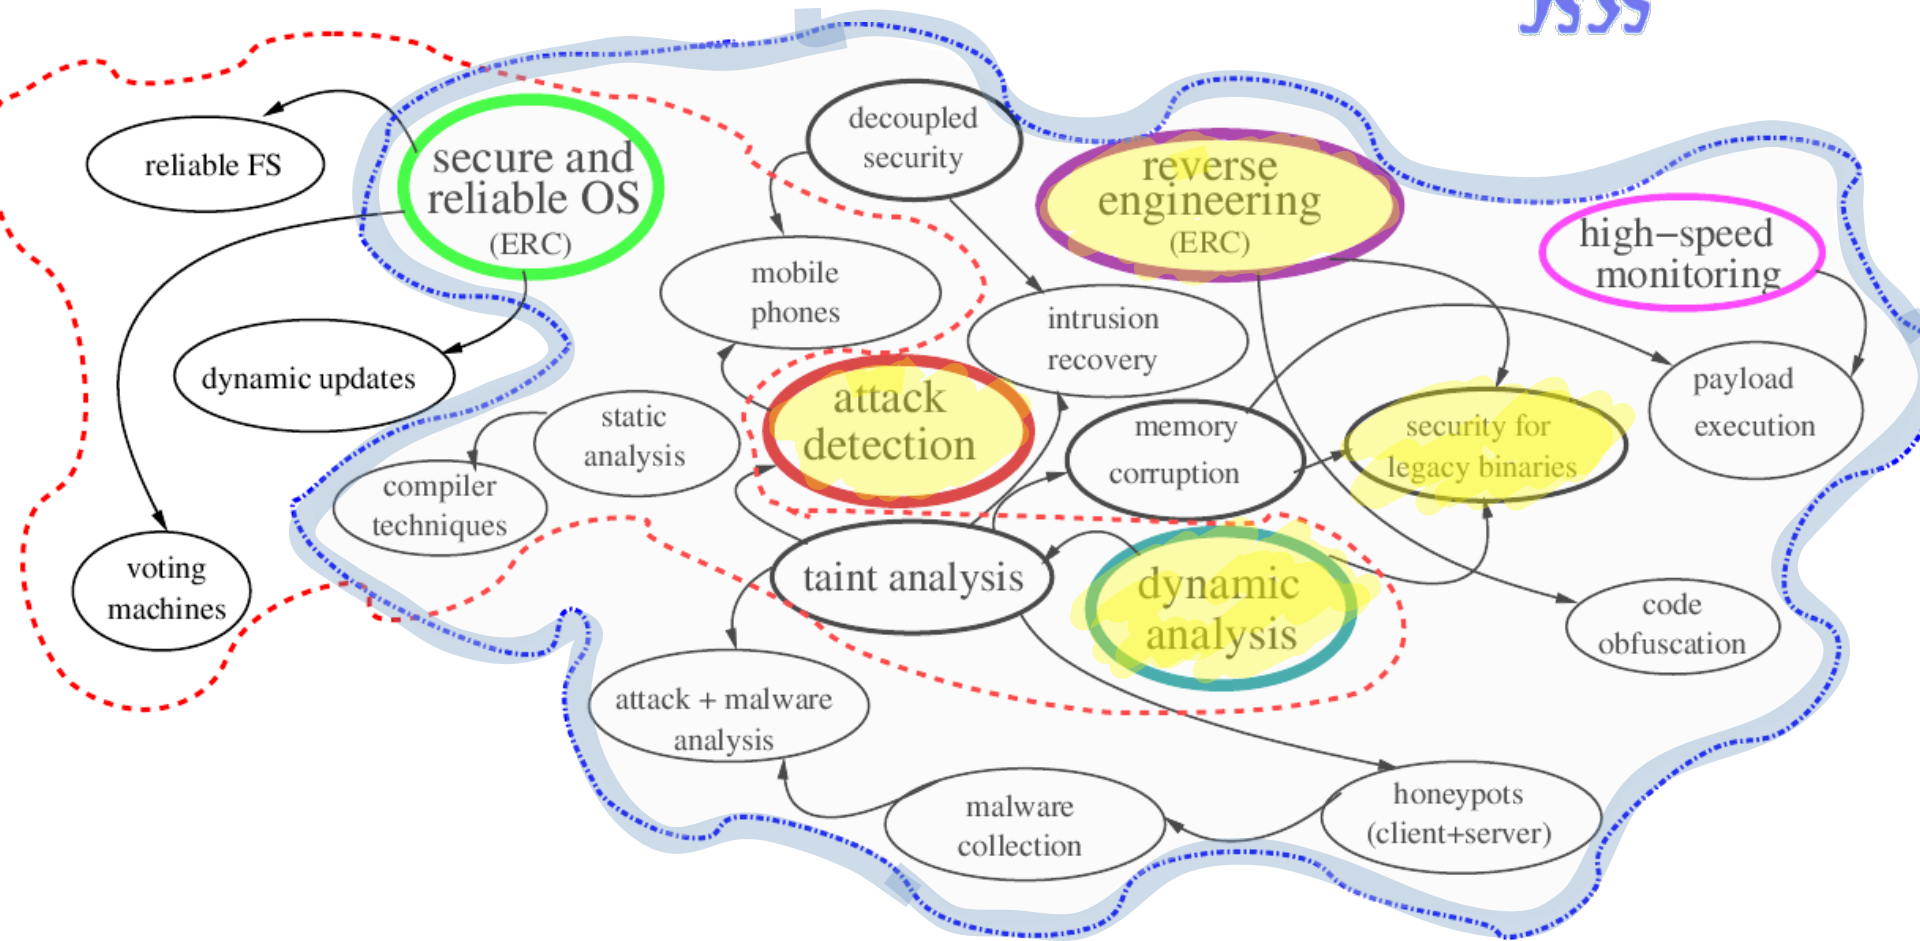 reliable FS
secure and
reliable OS
(ERC)
decoupled
security
reverse
engineering
(ERC)
high-speed
monitoring
mobile
phones
intrusion
recovery
dynamic updates
static
analysis
attack
detection
memory
corruption
security for
legacy binaries
payload
execution
compiler
techniques
voting
machines
taint analysis
dynamic
analysis
code
obfuscation
attack + malware
analysis
malware
collection
honeypots
(client+server)